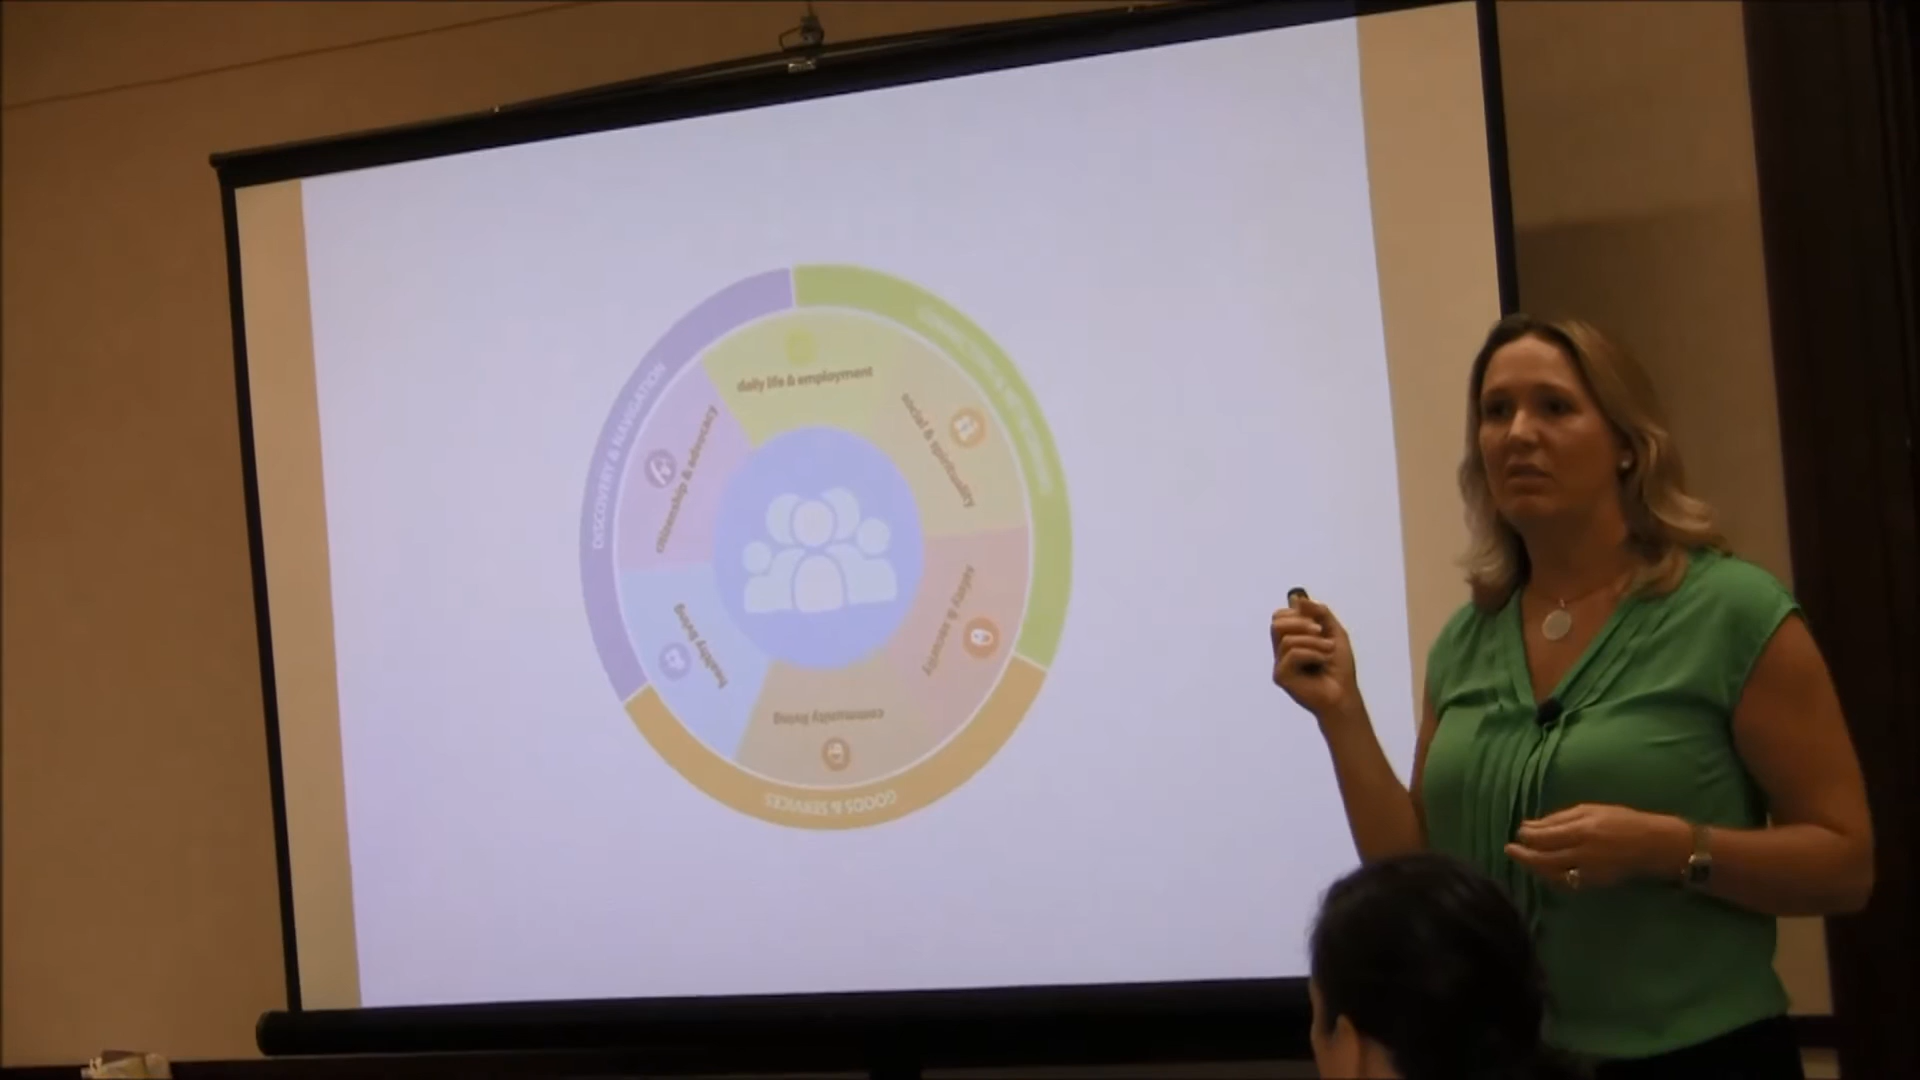 DISCOVERY & NAVIGATION
daily life & employment
social & spirituality
safety & security
community living
healthy living
citizenship & advocacy
GOODS & SERVICES